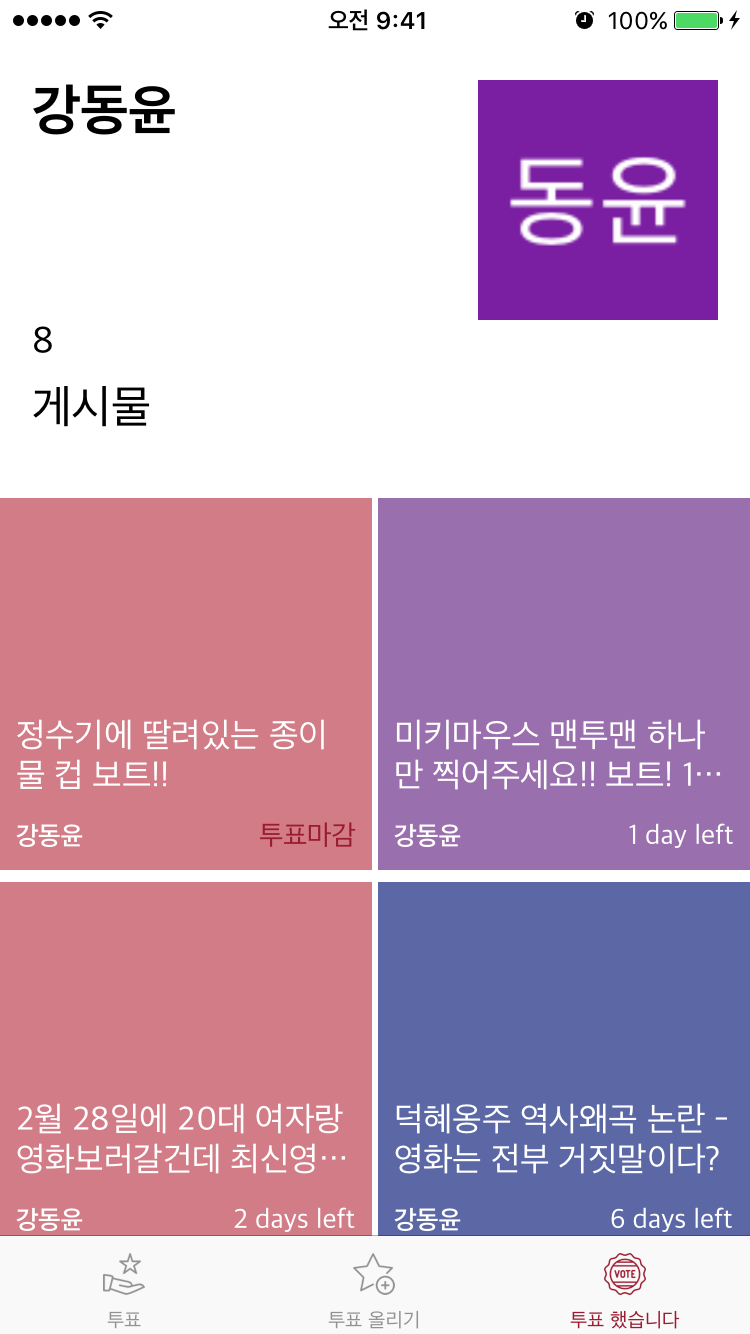 오전 9:41
100%
강동윤
동윤
8
게시물
정수기에 딸려있는 종이
물 컵 보트!!
강동윤
투표마감
미키마우스 맨투맨 하나
만 찍어주세요!! 보트! 1…
강동윤
1 day left
2월 28일에 20대 여자랑
영화보러갈건데 최신영…
강동윤
2 days left
덕혜옹주 역사왜곡 논란 -
영화는 전부 거짓말이다?
강동윤
6 days left
투표
투표 올리기
VOTE
투표 했습니다